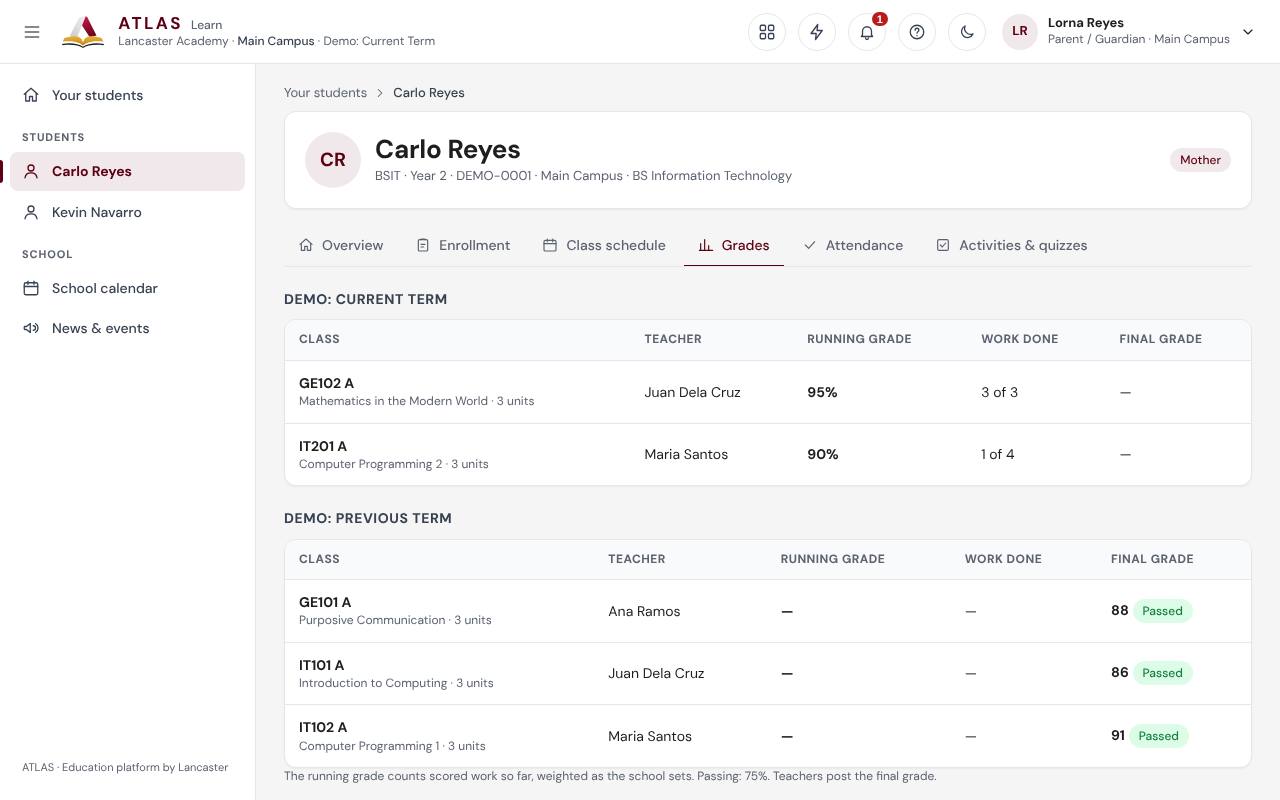 ATLAS Learn
Lancaster Academy · Main Campus · Demo: Current Term
1
LR
Lorna Reyes
Parent / Guardian · Main Campus
Your students
STUDENTS
Carlo Reyes
Kevin Navarro
SCHOOL
School calendar
News & events
ATLAS · Education platform by Lancaster
Your students > Carlo Reyes
CR
Carlo Reyes
BSIT · Year 2 · DEMO-0001 · Main Campus · BS Information Technology
Mother
Overview Enrollment Class schedule Grades Attendance Activities & quizzes
DEMO: CURRENT TERM
CLASS TEACHER RUNNING GRADE WORK DONE FINAL GRADE
GE102 A
Mathematics in the Modern World · 3 units
Juan Dela Cruz 95% 3 of 3 —
IT201 A
Computer Programming 2 · 3 units
Maria Santos 90% 1 of 4 —
DEMO: PREVIOUS TERM
CLASS TEACHER RUNNING GRADE WORK DONE FINAL GRADE
GE101 A
Purposive Communication · 3 units
Ana Ramos — — 88 Passed
IT101 A
Introduction to Computing · 3 units
Juan Dela Cruz — — 86 Passed
IT102 A
Computer Programming 1 · 3 units
Maria Santos — — 91 Passed
The running grade counts scored work so far, weighted as the school sets. Passing: 75%. Teachers post the final grade.